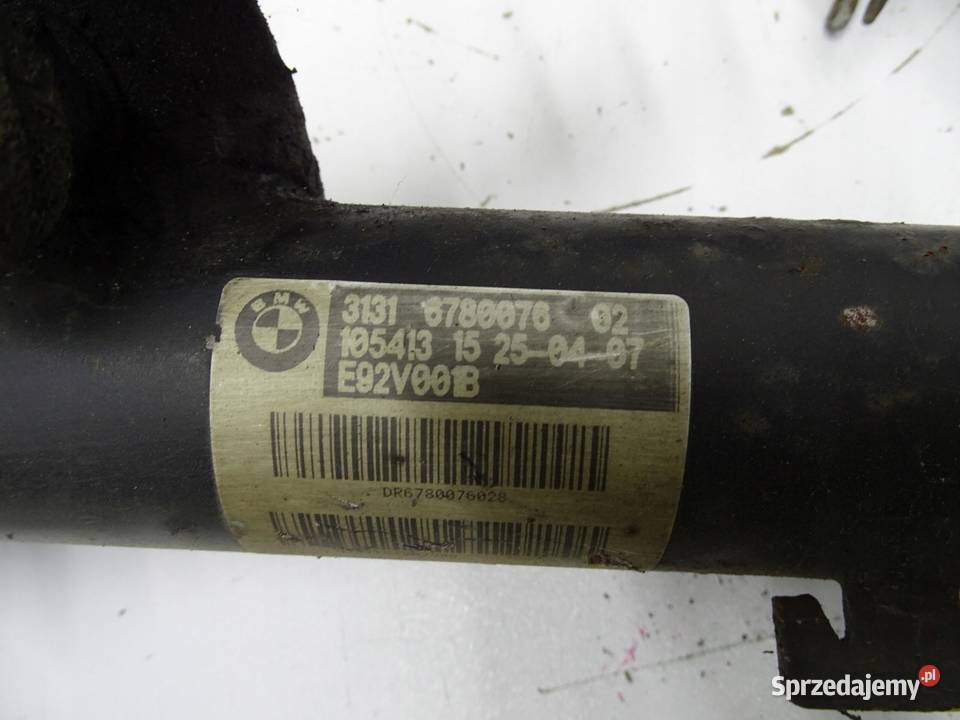 BMW
3131 6780076 02
105413 15 25-04-07
E92V001B
DR6780076028
Sprzedajemy.pl